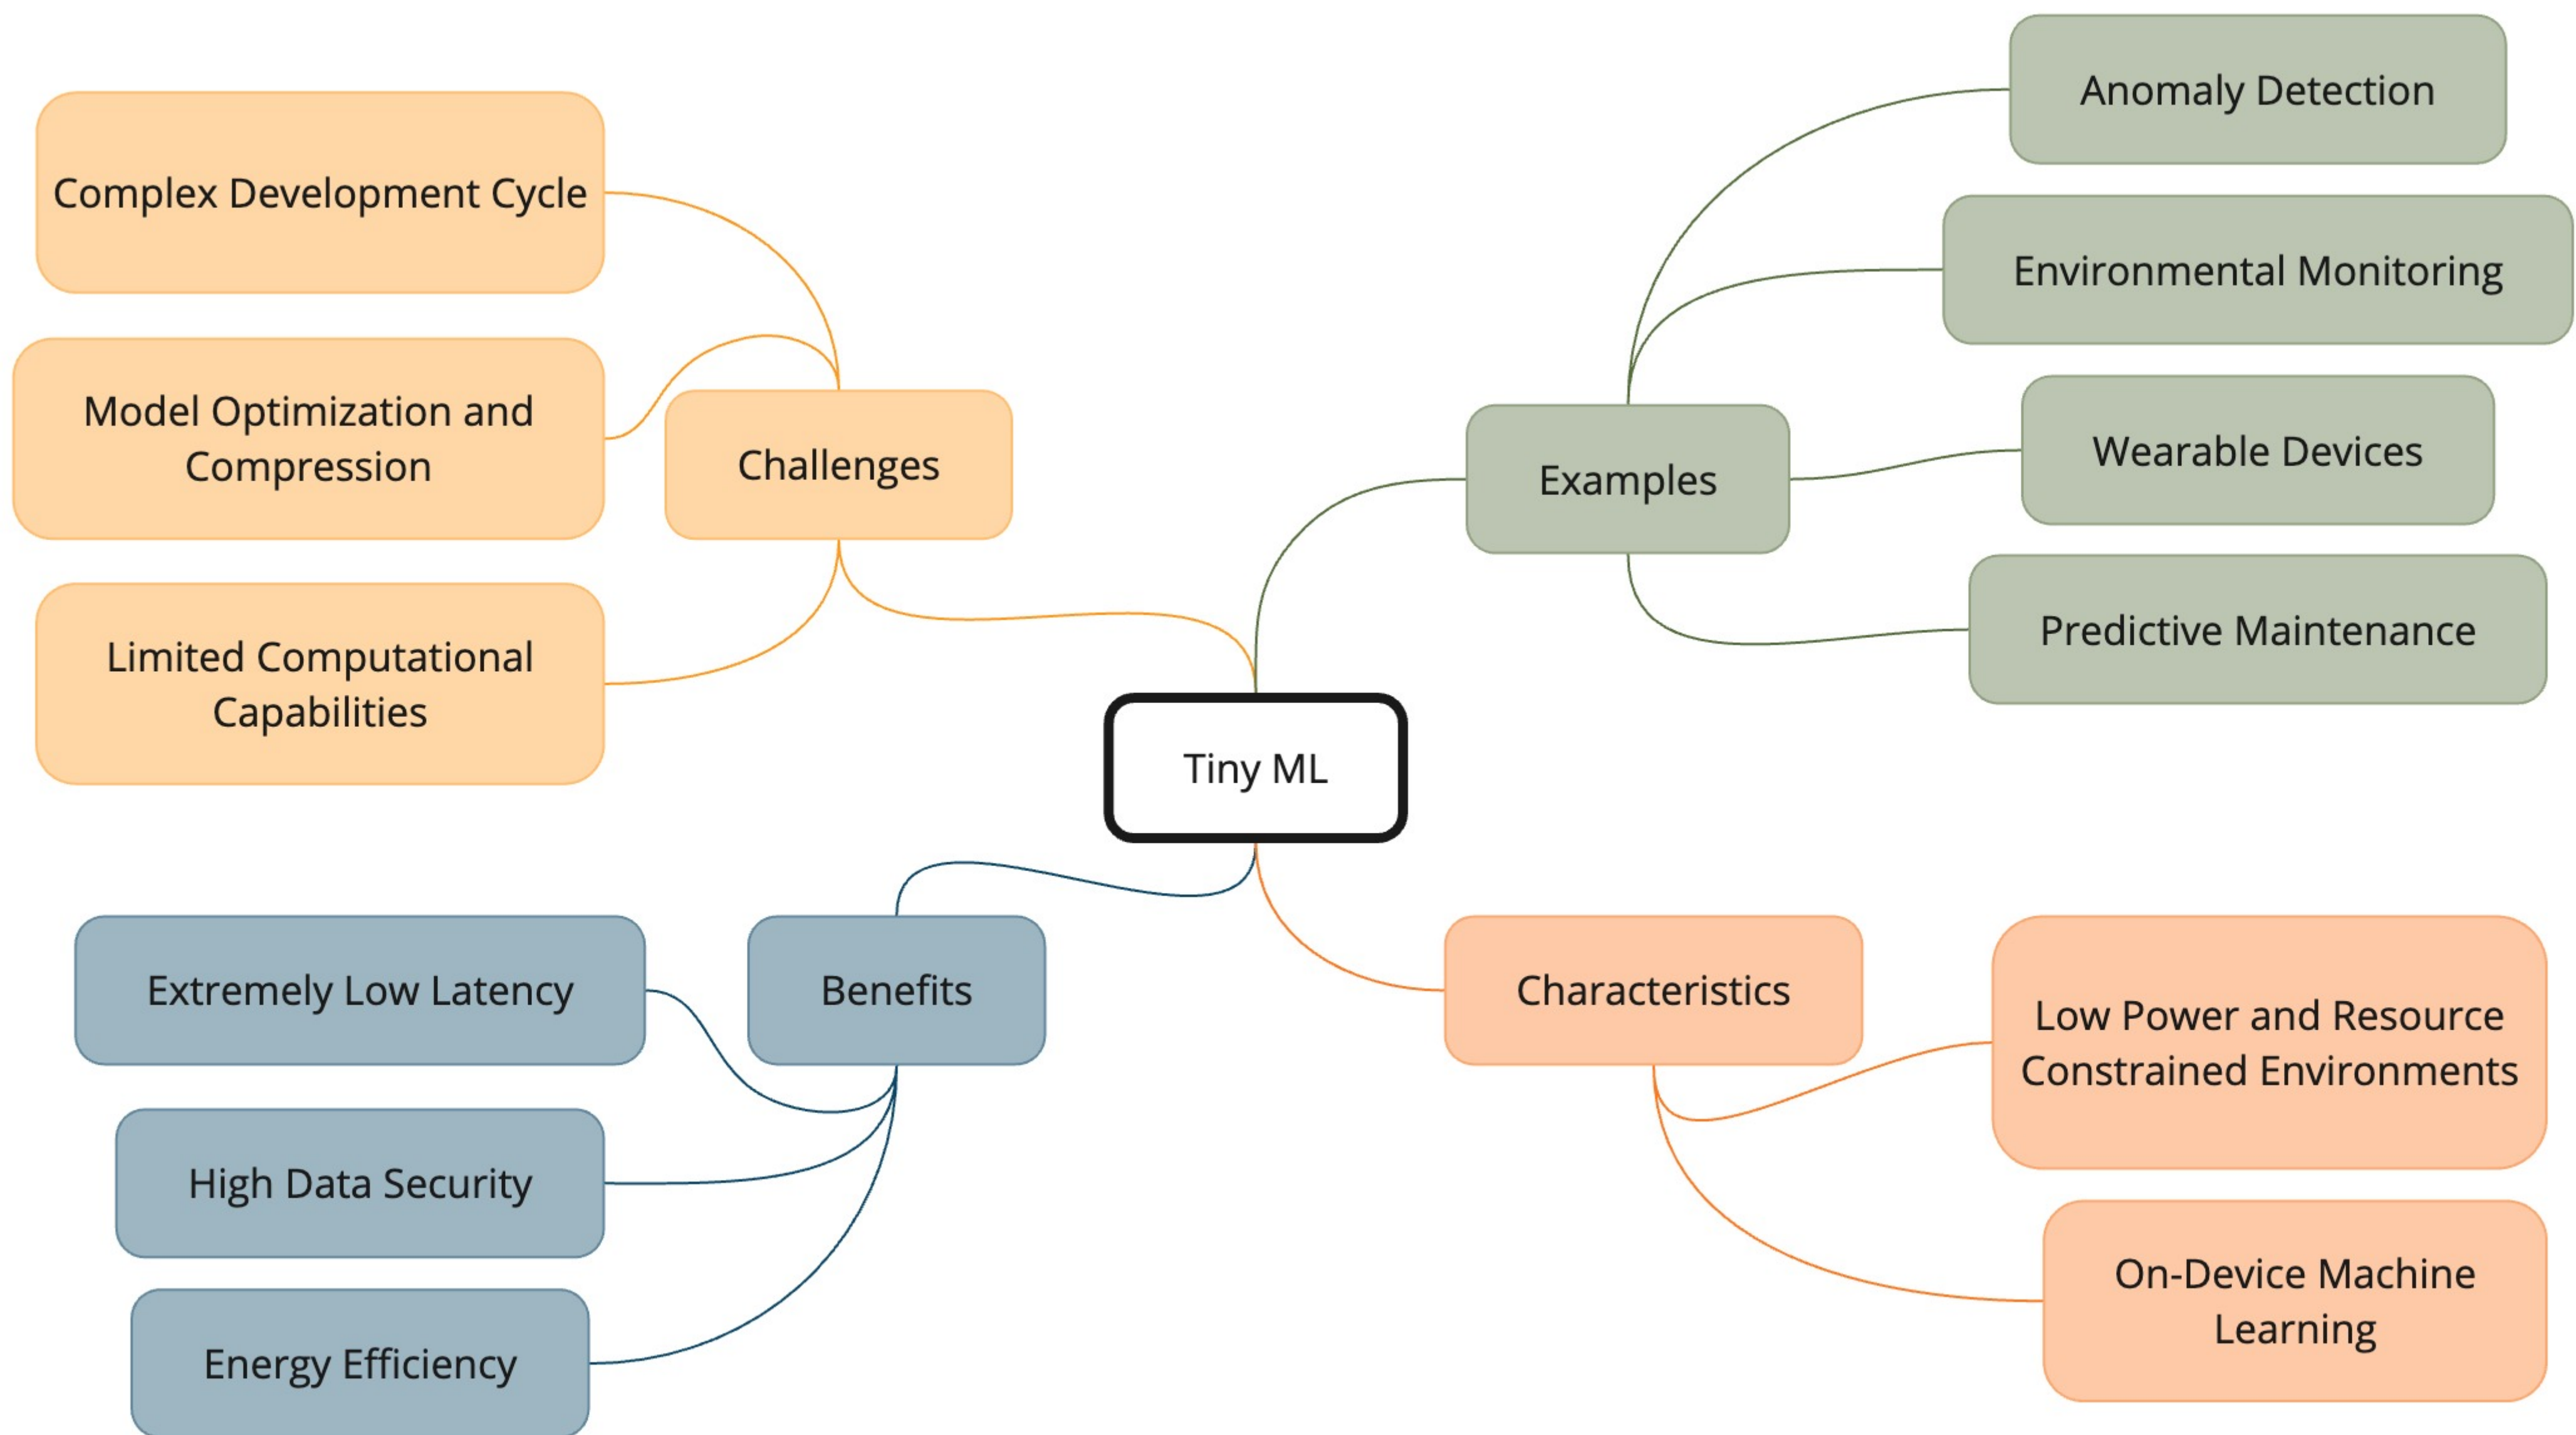 Tiny ML
Challenges
Complex Development Cycle
Model Optimization and
Compression
Limited Computational
Capabilities
Examples
Anomaly Detection
Environmental Monitoring
Wearable Devices
Predictive Maintenance
Benefits
Extremely Low Latency
High Data Security
Energy Efficiency
Characteristics
Low Power and Resource
Constrained Environments
On-Device Machine
Learning